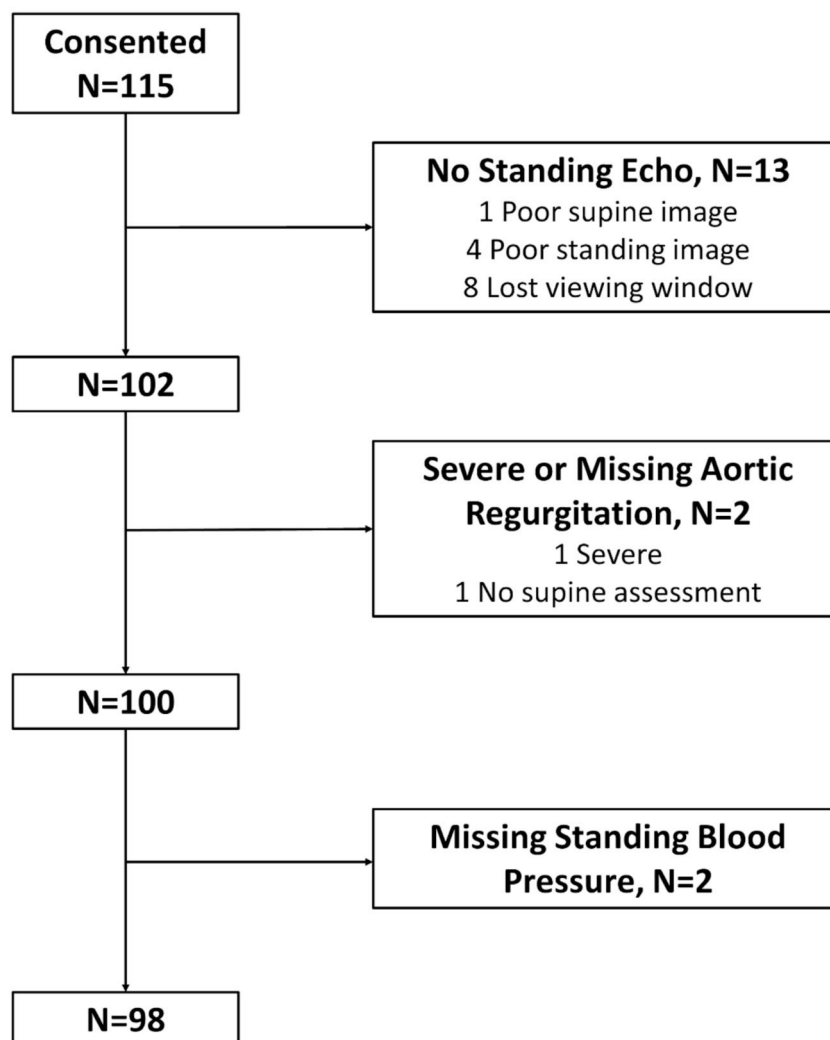 Consented
N=115
No Standing Echo, N=13
1 Poor supine image
4 Poor standing image
8 Lost viewing window
N=102
Severe or Missing Aortic
Regurgitation, N=2
1 Severe
1 No supine assessment
N=100
Missing Standing Blood
Pressure, N=2
N=98